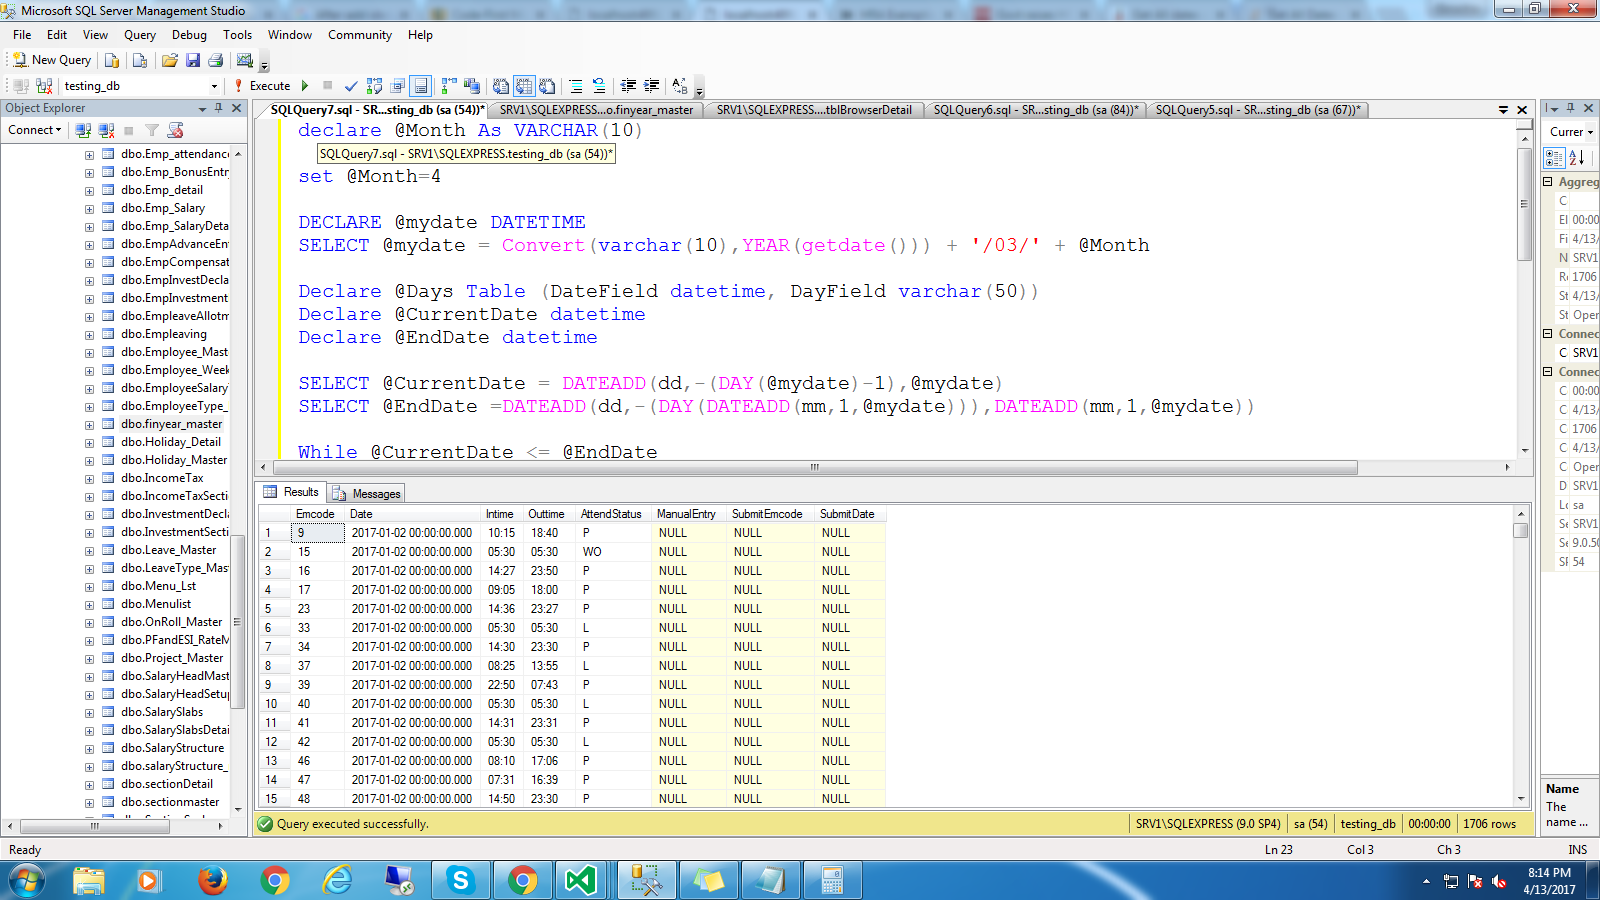 Microsoft SQL Server Management Studio
File Edit View Query Debug Tools Window Community Help
New Query
testing_db Execute
Object Explorer
Connect
dbo.Emp_attendanc
dbo.Emp_BonusEntr
dbo.Emp_detail
dbo.Emp_Salary
dbo.Emp_SalaryDeta
dbo.EmpAdvanceEn
dbo.EmpCompensat
dbo.EmpInvestDecla
dbo.EmpInvestment
dbo.EmpleaveAllotm
dbo.Empleaving
dbo.Employee_Mast
dbo.Employee_Week
dbo.EmployeeSalary
dbo.EmployeeType_
dbo.finyear_master
dbo.Holiday_Detail
dbo.Holiday_Master
dbo.IncomeTax
dbo.IncomeTaxSecti
dbo.InvestmentDecl
dbo.InvestmentSecti
dbo.Leave_Master
dbo.LeaveType_Mas
dbo.Menu_Lst
dbo.Menulist
dbo.OnRoll_Master
dbo.PFandESI_RateM
dbo.Project_Master
dbo.SalaryHeadMast
dbo.SalaryHeadSetup
dbo.SalarySlabs
dbo.SalarySlabsDetai
dbo.SalaryStructure
dbo.salaryStructure_
dbo.sectionDetail
dbo.sectionmaster
SQLQuery7.sql - SR...sting_db (sa (54))* SRV1\SQLEXPRESS...o.finyear_master SRV1\SQLEXPRESS....tblBrowserDetail SQLQuery6.sql - SR...sting_db (sa (84))* SQLQuery5.sql - SR...sting_db (sa (67))*
declare @Month As VARCHAR(10)
SQLQuery7.sql - SRV1\SQLEXPRESS.testing_db (sa (54))*
set @Month=4
DECLARE @mydate DATETIME
SELECT @mydate = Convert(varchar(10),YEAR(getdate())) + '/03/' + @Month
Declare @Days Table (DateField datetime, DayField varchar(50))
Declare @CurrentDate datetime
Declare @EndDate datetime
SELECT @CurrentDate = DATEADD(dd,-(DAY(@mydate)-1),@mydate)
SELECT @EndDate =DATEADD(dd,-(DAY(DATEADD(mm,1,@mydate))),DATEADD(mm,1,@mydate))
While @CurrentDate <= @EndDate
Results Messages
Emcode Date Intime Outtime AttendStatus ManualEntry SubmitEmcode SubmitDate
1 9 2017-01-02 00:00:00.000 10:15 18:40 P NULL NULL NULL
2 15 2017-01-02 00:00:00.000 05:30 05:30 WO NULL NULL NULL
3 16 2017-01-02 00:00:00.000 14:27 23:50 P NULL NULL NULL
4 17 2017-01-02 00:00:00.000 09:05 18:00 P NULL NULL NULL
5 23 2017-01-02 00:00:00.000 14:36 23:27 P NULL NULL NULL
6 33 2017-01-02 00:00:00.000 05:30 05:30 L NULL NULL NULL
7 34 2017-01-02 00:00:00.000 14:30 23:30 P NULL NULL NULL
8 37 2017-01-02 00:00:00.000 08:25 13:55 L NULL NULL NULL
9 39 2017-01-02 00:00:00.000 22:50 07:43 P NULL NULL NULL
10 40 2017-01-02 00:00:00.000 05:30 05:30 L NULL NULL NULL
11 41 2017-01-02 00:00:00.000 14:31 23:31 P NULL NULL NULL
12 42 2017-01-02 00:00:00.000 05:30 05:30 L NULL NULL NULL
13 46 2017-01-02 00:00:00.000 08:10 17:06 P NULL NULL NULL
14 47 2017-01-02 00:00:00.000 07:31 16:39 P NULL NULL NULL
15 48 2017-01-02 00:00:00.000 14:50 23:30 P NULL NULL NULL
Query executed successfully. SRV1\SQLEXPRESS (9.0 SP4) sa (54) testing_db 00:00:00 1706 rows
Currer
Aggreg
C
El 00:00
Fi 4/13/
N SRV1
R 1706
St 4/13/
St Oper
Connec
C SRV1
Connec
C 00:00
C 4/13/
C 1706
C 4/13/
C Oper
D SRV1
Lo sa
Se SRV1
Se 9.0.50
SF 54
Name
The
name ...
Ready Ln 23 Col 3 Ch 3 INS
8:14 PM
4/13/2017